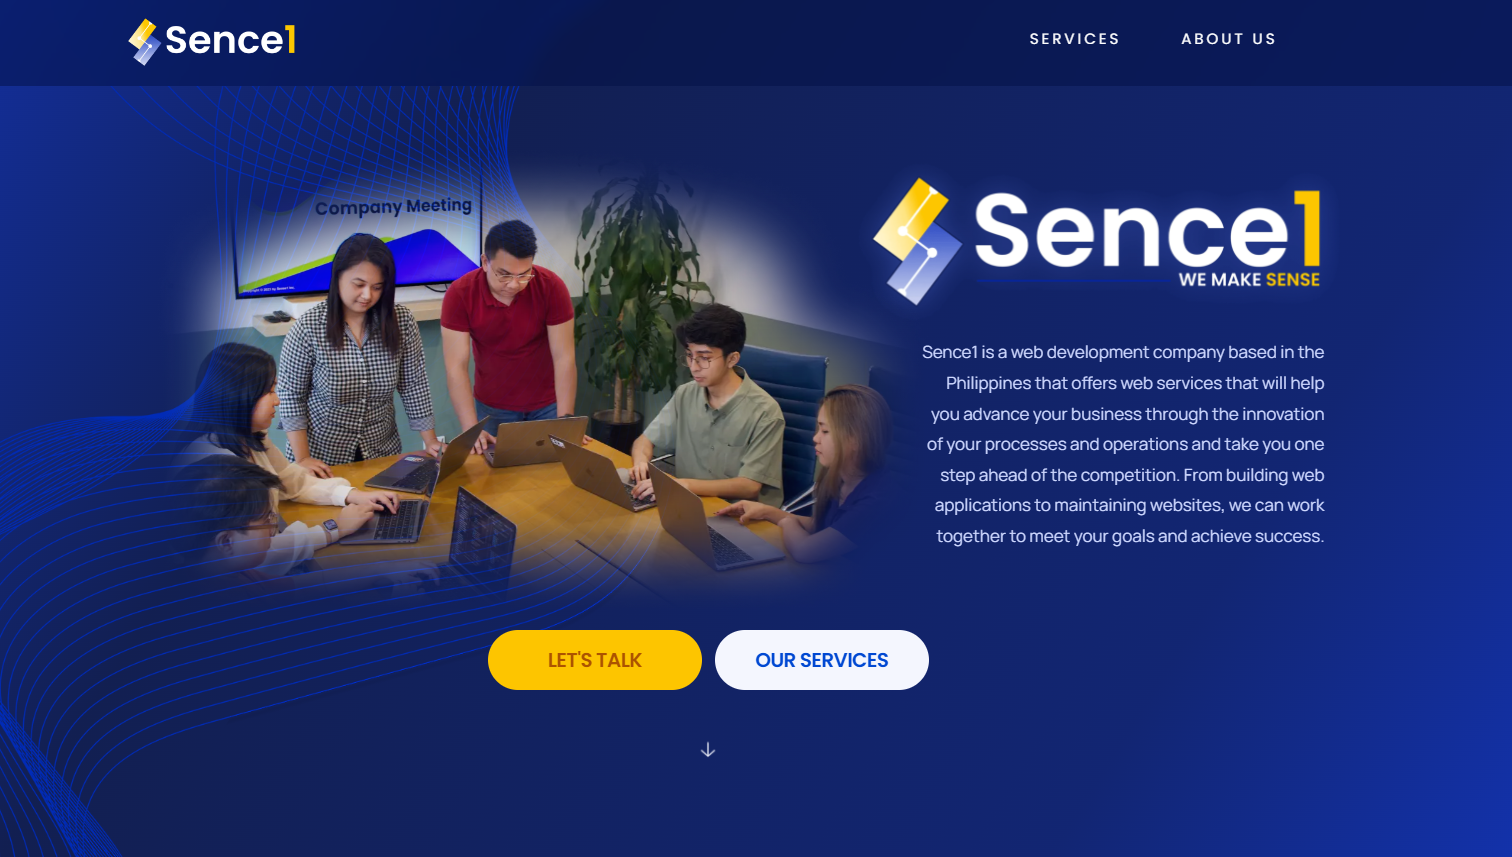 Sence1
SERVICES
ABOUT US
Company Meeting
Sence1
WE MAKE SENSE
Sence1 is a web development company based in the
Philippines that offers web services that will help
you advance your business through the innovation
of your processes and operations and take you one
step ahead of the competition. From building web
applications to maintaining websites, we can work
together to meet your goals and achieve success.
LET'S TALK
OUR SERVICES